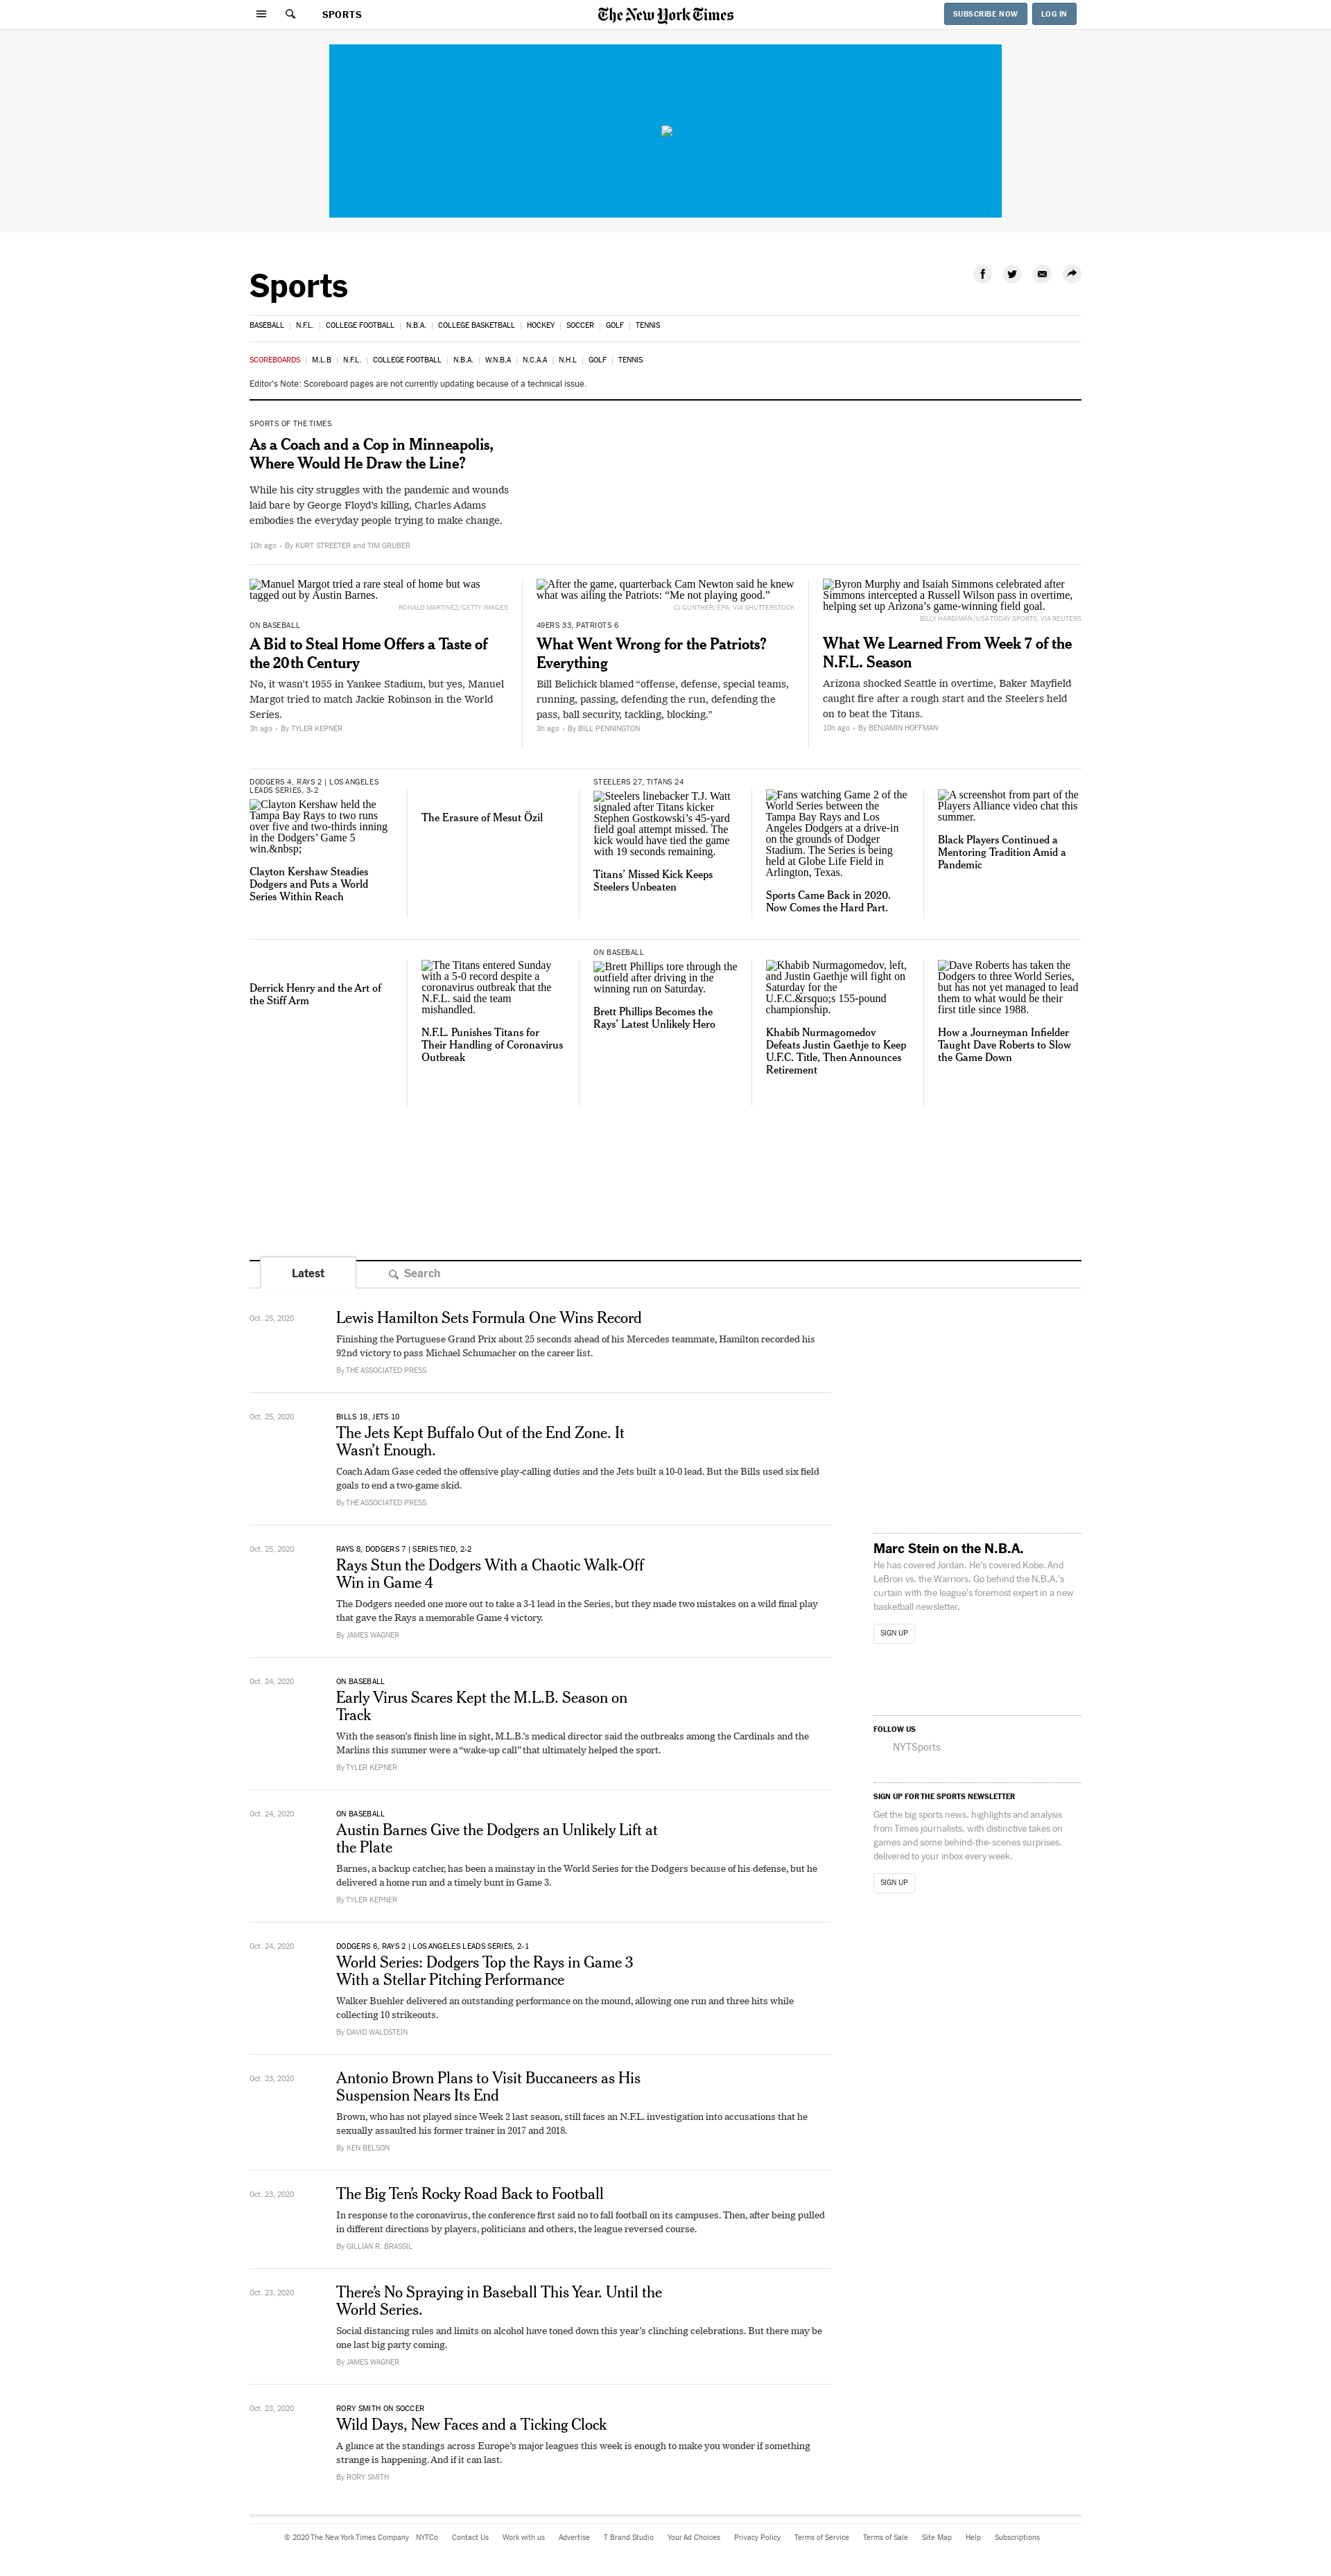 SPORTS
The New York Times
SUBSCRIBE NOW
LOG IN
Sports
BASEBALL | N.F.L. | COLLEGE FOOTBALL | N.B.A. | COLLEGE BASKETBALL | HOCKEY | SOCCER | GOLF | TENNIS
SCOREBOARDS | M.L.B | N.F.L. | COLLEGE FOOTBALL | N.B.A. | W.N.B.A | N.C.A.A | N.H.L | GOLF | TENNIS
Editor's Note: Scoreboard pages are not currently updating because of a technical issue.
SPORTS OF THE TIMES
As a Coach and a Cop in Minneapolis,
Where Would He Draw the Line?
While his city struggles with the pandemic and wounds
laid bare by George Floyd's killing, Charles Adams
embodies the everyday people trying to make change.
10h ago • By KURT STREETER and TIM GRUBER
Manuel Margot tried a rare steal of home but was
tagged out by Austin Barnes.
RONALD MARTINEZ/GETTY IMAGES
ON BASEBALL
A Bid to Steal Home Offers a Taste of
the 20th Century
No, it wasn't 1955 in Yankee Stadium, but yes, Manuel
Margot tried to match Jackie Robinson in the World
Series.
3h ago • By TYLER KEPNER
After the game, quarterback Cam Newton said he knew
what was ailing the Patriots: “Me not playing good.”
CJ GUNTHER/EPA, VIA SHUTTERSTOCK
49ERS 33, PATRIOTS 6
What Went Wrong for the Patriots?
Everything
Bill Belichick blamed “offense, defense, special teams,
running, passing, defending the run, defending the
pass, ball security, tackling, blocking.”
3h ago • By BILL PENNINGTON
Byron Murphy and Isaiah Simmons celebrated after
Simmons intercepted a Russell Wilson pass in overtime,
helping set up Arizona’s game-winning field goal.
BILLY HARDIMAN/USA TODAY SPORTS, VIA REUTERS
What We Learned From Week 7 of the
N.F.L. Season
Arizona shocked Seattle in overtime, Baker Mayfield
caught fire after a rough start and the Steelers held
on to beat the Titans.
10h ago • By BENJAMIN HOFFMAN
DODGERS 4, RAYS 2 | LOS ANGELES
LEADS SERIES, 3-2
Clayton Kershaw held the
Tampa Bay Rays to two runs
over five and two-thirds inning
in the Dodgers’ Game 5
win.&nbsp;
Clayton Kershaw Steadies
Dodgers and Puts a World
Series Within Reach
The Erasure of Mesut Özil
STEELERS 27, TITANS 24
Steelers linebacker T.J. Watt
signaled after Titans kicker
Stephen Gostkowski’s 45-yard
field goal attempt missed. The
kick would have tied the game
with 19 seconds remaining.
Titans’ Missed Kick Keeps
Steelers Unbeaten
Fans watching Game 2 of the
World Series between the
Tampa Bay Rays and Los
Angeles Dodgers at a drive-in
on the grounds of Dodger
Stadium. The Series is being
held at Globe Life Field in
Arlington, Texas.
Sports Came Back in 2020.
Now Comes the Hard Part.
A screenshot from part of the
Players Alliance video chat this
summer.
Black Players Continued a
Mentoring Tradition Amid a
Pandemic
Derrick Henry and the Art of
the Stiff Arm
The Titans entered Sunday
with a 5-0 record despite a
coronavirus outbreak that the
N.F.L. said the team
mishandled.
N.F.L. Punishes Titans for
Their Handling of Coronavirus
Outbreak
ON BASEBALL
Brett Phillips tore through the
outfield after driving in the
winning run on Saturday.
Brett Phillips Becomes the
Rays’ Latest Unlikely Hero
Khabib Nurmagomedov, left,
and Justin Gaethje will fight on
Saturday for the
U.F.C.&rsquo;s 155-pound
championship.
Khabib Nurmagomedov
Defeats Justin Gaethje to Keep
U.F.C. Title, Then Announces
Retirement
Dave Roberts has taken the
Dodgers to three World Series,
but has not yet managed to lead
them to what would be their
first title since 1988.
How a Journeyman Infielder
Taught Dave Roberts to Slow
the Game Down
Latest
Search
Oct. 25, 2020
Lewis Hamilton Sets Formula One Wins Record
Finishing the Portuguese Grand Prix about 25 seconds ahead of his Mercedes teammate, Hamilton recorded his
92nd victory to pass Michael Schumacher on the career list.
By THE ASSOCIATED PRESS
Oct. 25, 2020
BILLS 18, JETS 10
The Jets Kept Buffalo Out of the End Zone. It
Wasn’t Enough.
Coach Adam Gase ceded the offensive play-calling duties and the Jets built a 10-0 lead. But the Bills used six field
goals to end a two-game skid.
By THE ASSOCIATED PRESS
Oct. 25, 2020
RAYS 8, DODGERS 7 | SERIES TIED, 2-2
Rays Stun the Dodgers With a Chaotic Walk-Off
Win in Game 4
The Dodgers needed one more out to take a 3-1 lead in the Series, but they made two mistakes on a wild final play
that gave the Rays a memorable Game 4 victory.
By JAMES WAGNER
Oct. 24, 2020
ON BASEBALL
Early Virus Scares Kept the M.L.B. Season on
Track
With the season’s finish line in sight, M.L.B.’s medical director said the outbreaks among the Cardinals and the
Marlins this summer were a “wake-up call” that ultimately helped the sport.
By TYLER KEPNER
Oct. 24, 2020
ON BASEBALL
Austin Barnes Give the Dodgers an Unlikely Lift at
the Plate
Barnes, a backup catcher, has been a mainstay in the World Series for the Dodgers because of his defense, but he
delivered a home run and a timely bunt in Game 3.
By TYLER KEPNER
Oct. 24, 2020
DODGERS 6, RAYS 2 | LOS ANGELES LEADS SERIES, 2-1
World Series: Dodgers Top the Rays in Game 3
With a Stellar Pitching Performance
Walker Buehler delivered an outstanding performance on the mound, allowing one run and three hits while
collecting 10 strikeouts.
By DAVID WALDSTEIN
Oct. 23, 2020
Antonio Brown Plans to Visit Buccaneers as His
Suspension Nears Its End
Brown, who has not played since Week 2 last season, still faces an N.F.L. investigation into accusations that he
sexually assaulted his former trainer in 2017 and 2018.
By KEN BELSON
Oct. 23, 2020
The Big Ten’s Rocky Road Back to Football
In response to the coronavirus, the conference first said no to fall football on its campuses. Then, after being pulled
in different directions by players, politicians and others, the league reversed course.
By GILLIAN R. BRASSIL
Oct. 23, 2020
There’s No Spraying in Baseball This Year. Until the
World Series.
Social distancing rules and limits on alcohol have toned down this year’s clinching celebrations. But there may be
one last big party coming.
By JAMES WAGNER
Oct. 23, 2020
RORY SMITH ON SOCCER
Wild Days, New Faces and a Ticking Clock
A glance at the standings across Europe’s major leagues this week is enough to make you wonder if something
strange is happening. And if it can last.
By RORY SMITH
Marc Stein on the N.B.A.
He has covered Jordan. He’s covered Kobe. And
LeBron vs. the Warriors. Go behind the N.B.A.’s
curtain with the league’s foremost expert in a new
basketball newsletter.
SIGN UP
FOLLOW US
NYTSports
SIGN UP FOR THE SPORTS NEWSLETTER
Get the big sports news, highlights and analysis
from Times journalists, with distinctive takes on
games and some behind-the-scenes surprises,
delivered to your inbox every week.
SIGN UP
© 2020 The New York Times Company NYTCo Contact Us Work with us Advertise T Brand Studio Your Ad Choices Privacy Policy Terms of Service Terms of Sale Site Map Help Subscriptions